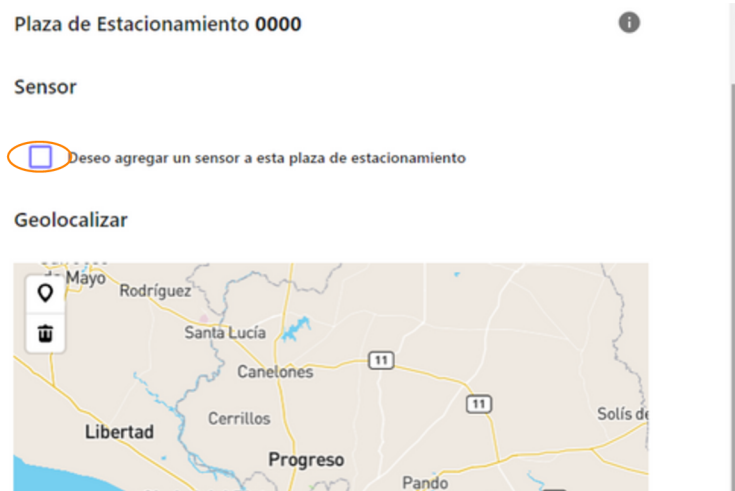 Plaza de Estacionamiento 0000
Sensor
Deseo agregar un sensor a esta plaza de estacionamiento
Geolocalizar
de Mayo
Rodríguez
Santa Lucía
11
Canelones
11
Cerrillos
Solís de
Libertad
Progreso
Pando